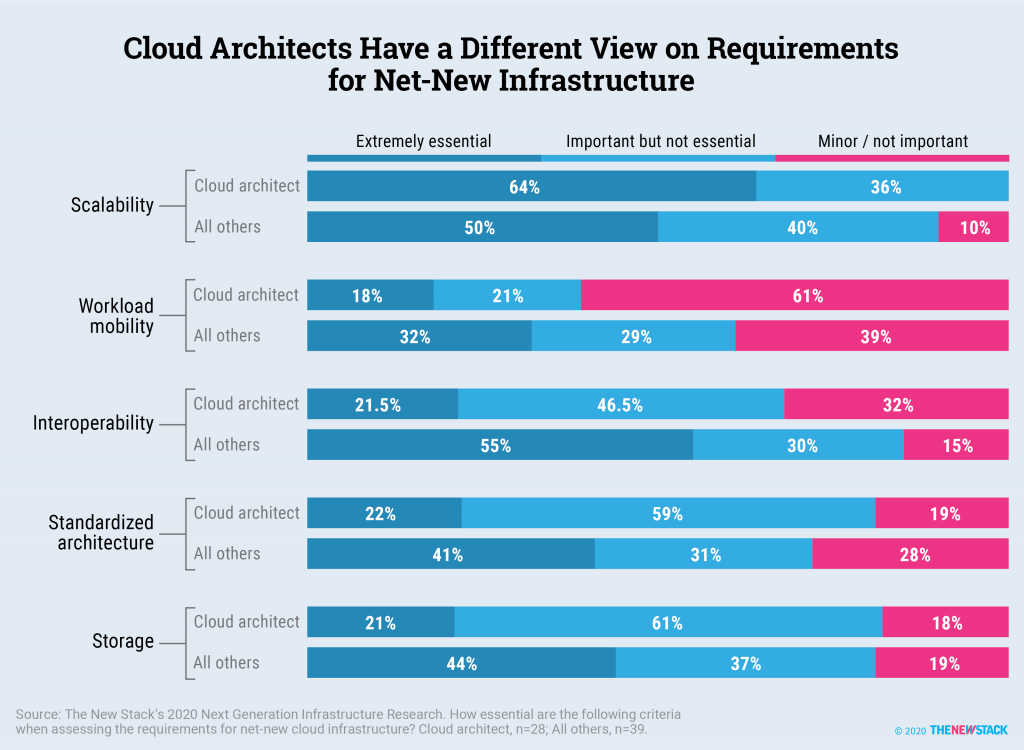 Cloud Architects Have a Different View on Requirements
for Net-New Infrastructure
Extremely essential Important but not essential Minor / not important
Scalability
Cloud architect 64% 36%
All others 50% 40% 10%
Workload
mobility
Cloud architect 18% 21% 61%
All others 32% 29% 39%
Interoperability
Cloud architect 21.5% 46.5% 32%
All others 55% 30% 15%
Standardized
architecture
Cloud architect 22% 59% 19%
All others 41% 31% 28%
Storage
Cloud architect 21% 61% 18%
All others 44% 37% 19%
Source: The New Stack's 2020 Next Generation Infrastructure Research. How essential are the following criteria
when assessing the requirements for net-new cloud infrastructure? Cloud architect, n=28; All others, n=39.
© 2020 THENEWSTACK